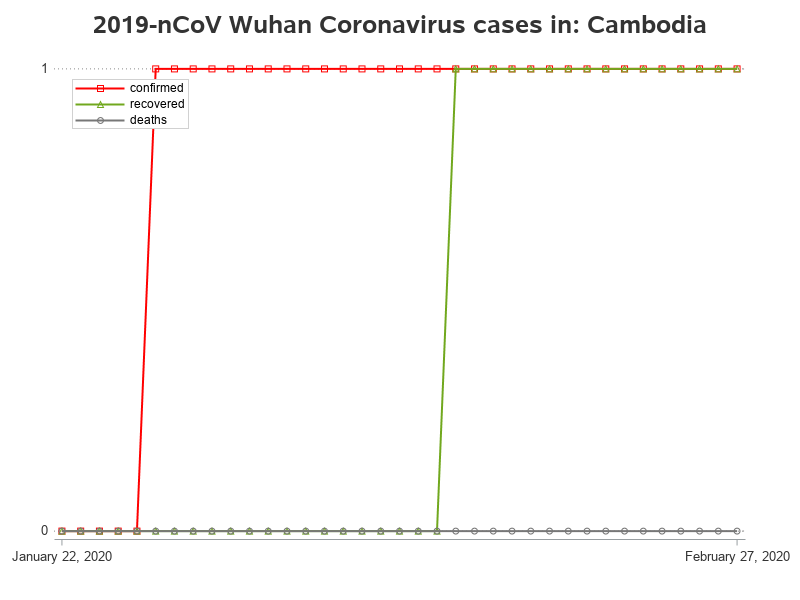 2019-nCoV Wuhan Coronavirus cases in: Cambodia
1
confirmed
recovered
deaths
0
January 22, 2020
February 27, 2020